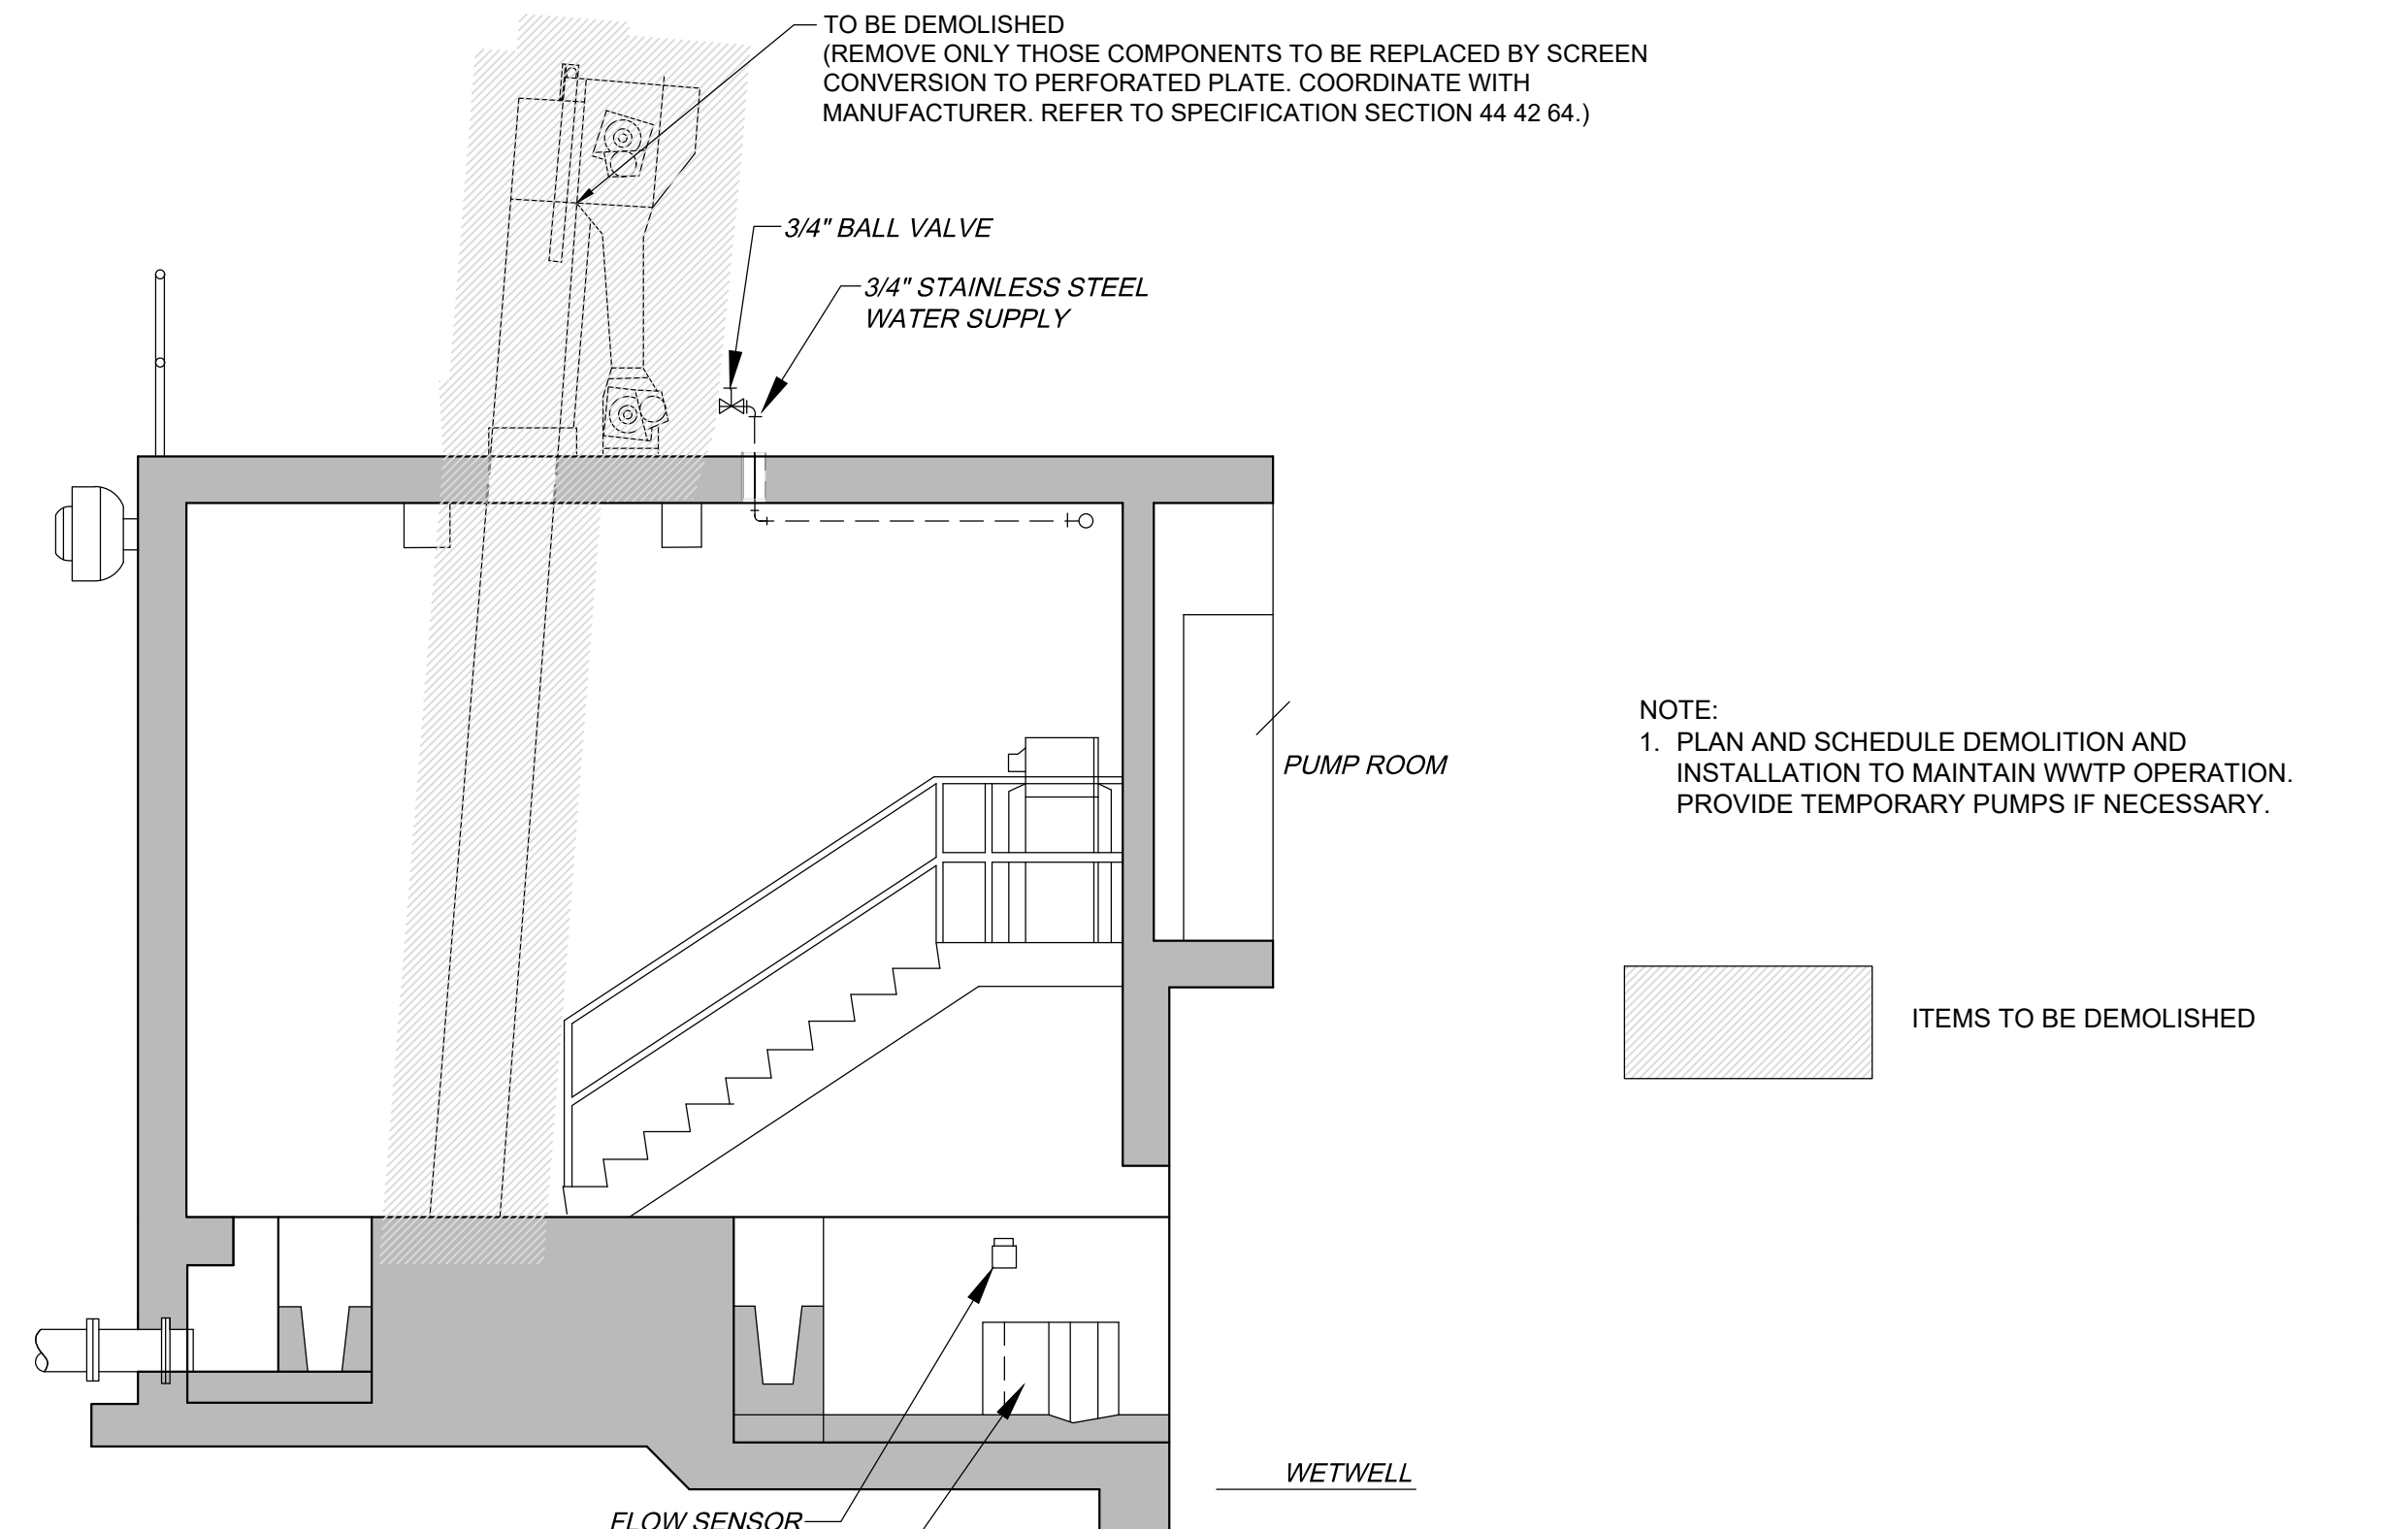 TO BE DEMOLISHED
(REMOVE ONLY THOSE COMPONENTS TO BE REPLACED BY SCREEN
CONVERSION TO PERFORATED PLATE. COORDINATE WITH
MANUFACTURER. REFER TO SPECIFICATION SECTION 44 42 64.)
3/4" BALL VALVE
3/4" STAINLESS STEEL
WATER SUPPLY
PUMP ROOM
NOTE:
1. PLAN AND SCHEDULE DEMOLITION AND
INSTALLATION TO MAINTAIN WWTP OPERATION.
PROVIDE TEMPORARY PUMPS IF NECESSARY.
ITEMS TO BE DEMOLISHED
WETWELL
FLOW SENSOR